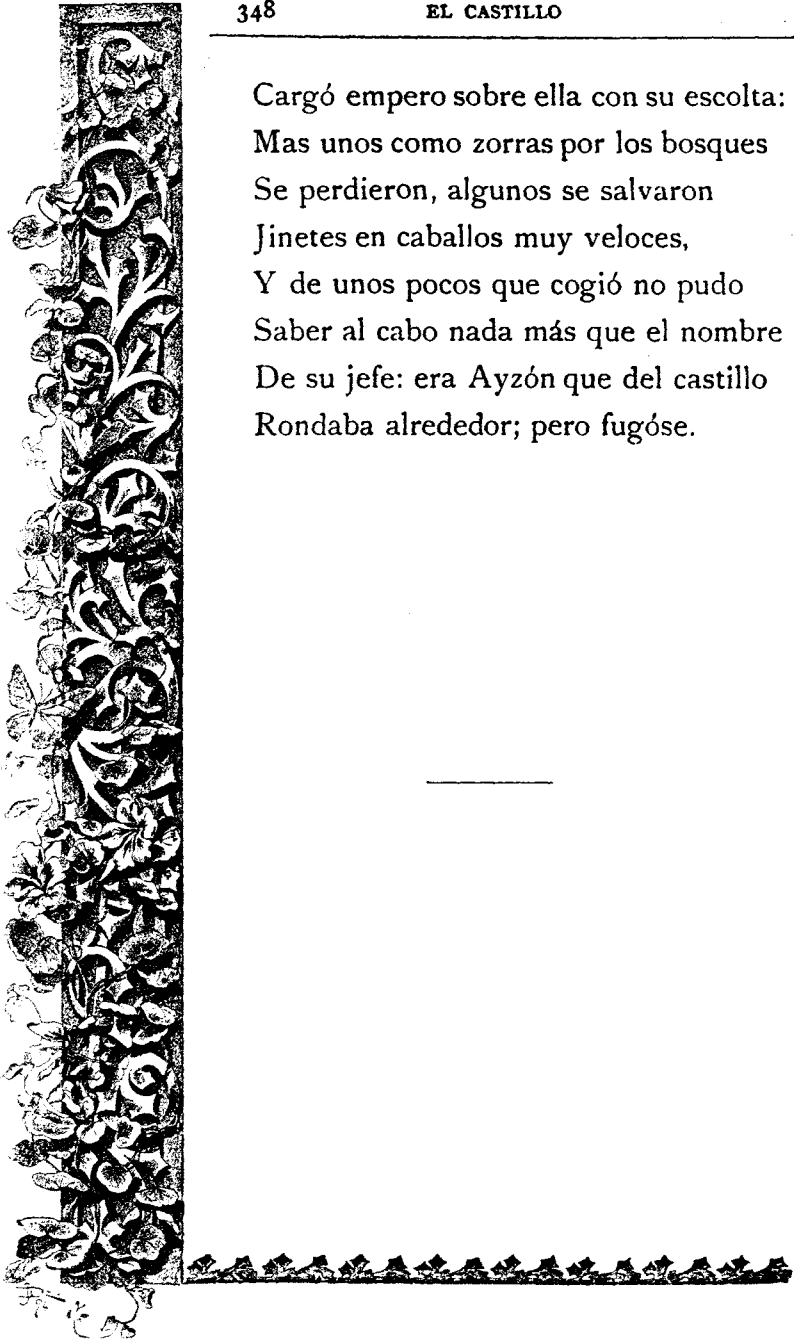 348 EL CASTILLO
Cargó empero sobre ella con su escolta:
Mas unos como zorras por los bosques
Se perdieron, algunos se salvaron
Jinetes en caballos muy veloces,
Y de unos pocos que cogió no pudo
Saber al cabo nada más que el nombre
De su jefe: era Ayzón que del castillo
Rondaba alrededor; pero fugóse.